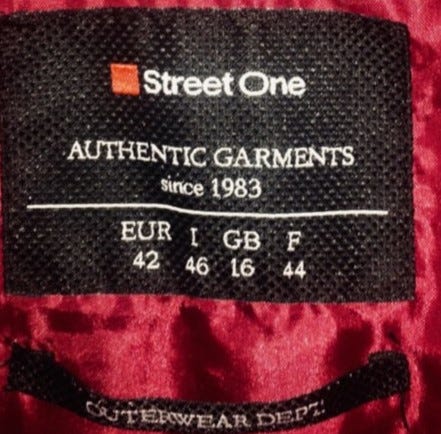 Street One
AUTHENTIC GARMENTS
since 1983
EUR I GB F
42 46 16 44
OUTERWEAR DEPT.